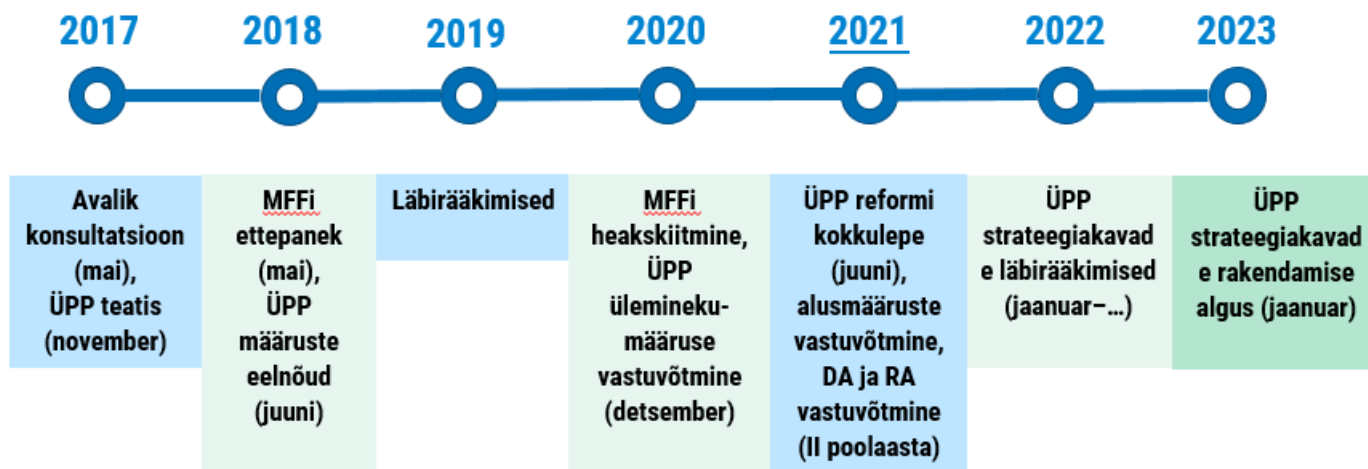 2017
2018
2019
2020
2021
2022
2023
Avalik
konsultatsioon
(mai),
ÜPP teatis
(november)
MFFi
ettepanek
(mai),
ÜPP
määruste
eelnõud
(juuni)
Läbirääkimised
MFFi
heakskiitmine,
ÜPP
ülemineku-
määruse
vastuvõtmine
(detsember)
ÜPP reformi
kokkulepe
(juuni),
alusmääruste
vastuvõtmine,
DA ja RA
vastuvõtmine
(II poolaasta)
ÜPP
strateegiakavad
e läbirääkimised
(jaanuar–...)
ÜPP
strateegiakavad
e rakendamise
algus (jaanuar)